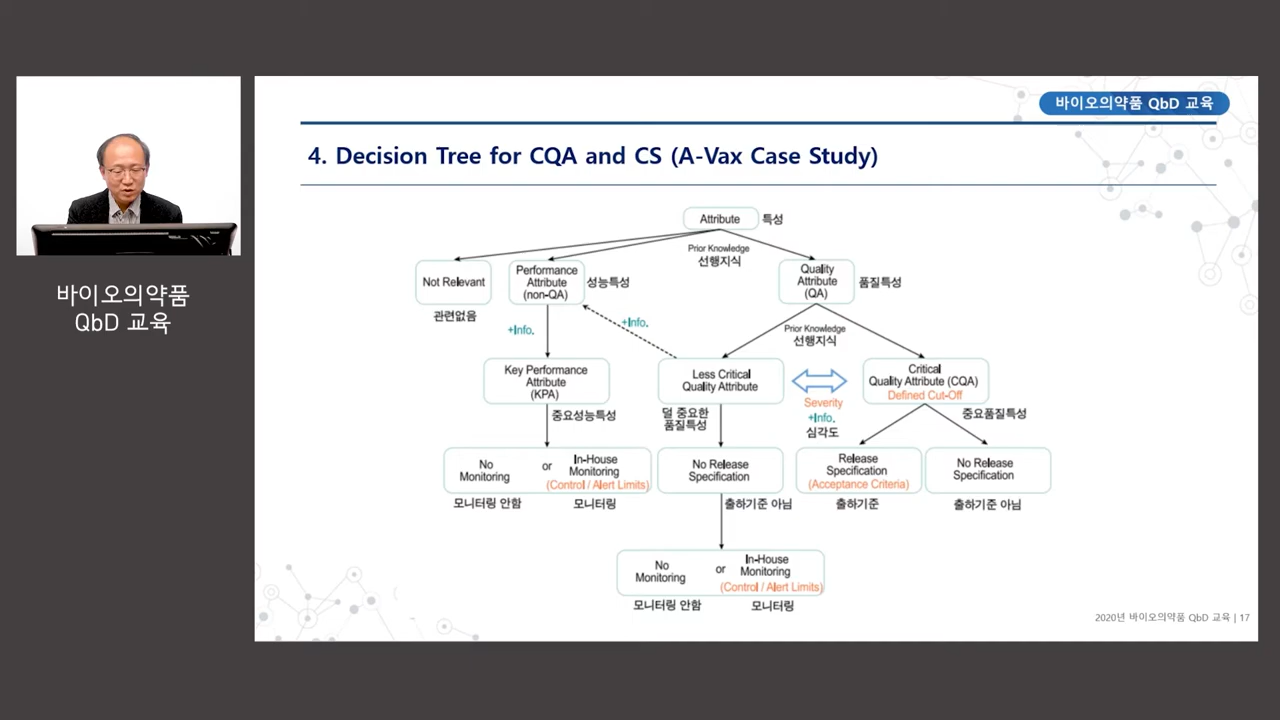 바이오의약품
QbD 교육
바이오의약품 QbD 교육
4. Decision Tree for CQA and CS (A-Vax Case Study)
Attribute
특성
Prior Knowledge
선행지식
Not Relevant
관련없음
Performance
Attribute
(non-QA)
성능특성
Quality
Attribute
(QA)
품질특성
+Info.
+Info.
Prior Knowledge
선행지식
Key Performance
Attribute
(KPA)
중요성능특성
Less Critical
Quality Attribute
덜 중요한
품질특성
Severity
+Info.
심각도
Critical
Quality Attribute (CQA)
Defined Cut-Off
중요품질특성
No
Monitoring
or
In-House
Monitoring
(Control / Alert Limits)
모니터링 안함
모니터링
No Release
Specification
출하기준 아님
Release
Specification
(Acceptance Criteria)
출하기준
No Release
Specification
출하기준 아님
No
Monitoring
or
In-House
Monitoring
(Control / Alert Limits)
모니터링 안함
모니터링
2020년 바이오의약품 QbD 교육 | 17